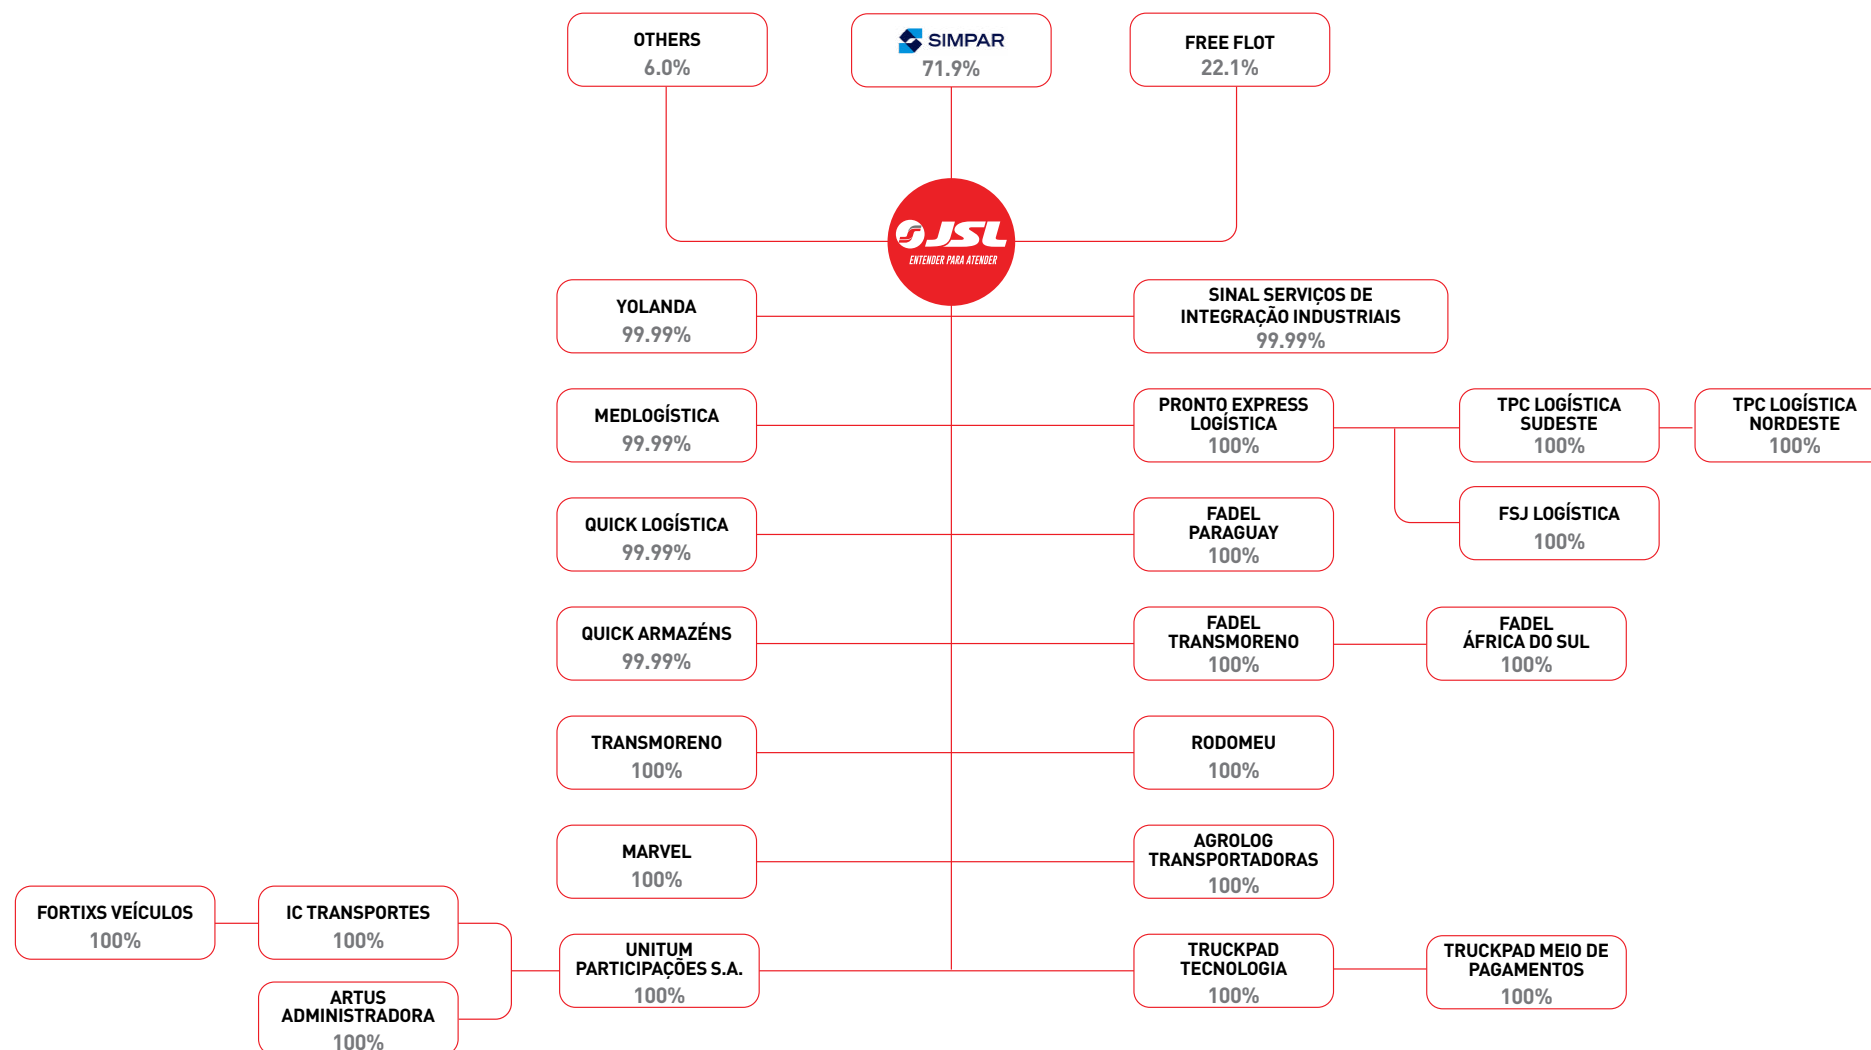 OTHERS
6.0%
SIMPAR
71.9%
FREE FLOT
22.1%
JSL
ENTENDER PARA ATENDER
YOLANDA
99.99%
SINAL SERVIÇOS DE
INTEGRAÇÃO INDUSTRIAIS
99.99%
MEDLOGÍSTICA
99.99%
PRONTO EXPRESS
LOGÍSTICA
100%
TPC LOGÍSTICA
SUDESTE
100%
TPC LOGÍSTICA
NORDESTE
100%
QUICK LOGÍSTICA
99.99%
FADEL
PARAGUAY
100%
FSJ LOGÍSTICA
100%
QUICK ARMAZÉNS
99.99%
FADEL
TRANSMORENO
100%
FADEL
ÁFRICA DO SUL
100%
TRANSMORENO
100%
RODOMEU
100%
MARVEL
100%
AGROLOG
TRANSPORTADORAS
100%
FORTIXS VEÍCULOS
100%
IC TRANSPORTES
100%
UNITUM
PARTICIPAÇÕES S.A.
100%
TRUCKPAD
TECNOLOGIA
100%
TRUCKPAD MEIO DE
PAGAMENTOS
100%
ARTUS
ADMINISTRADORA
100%